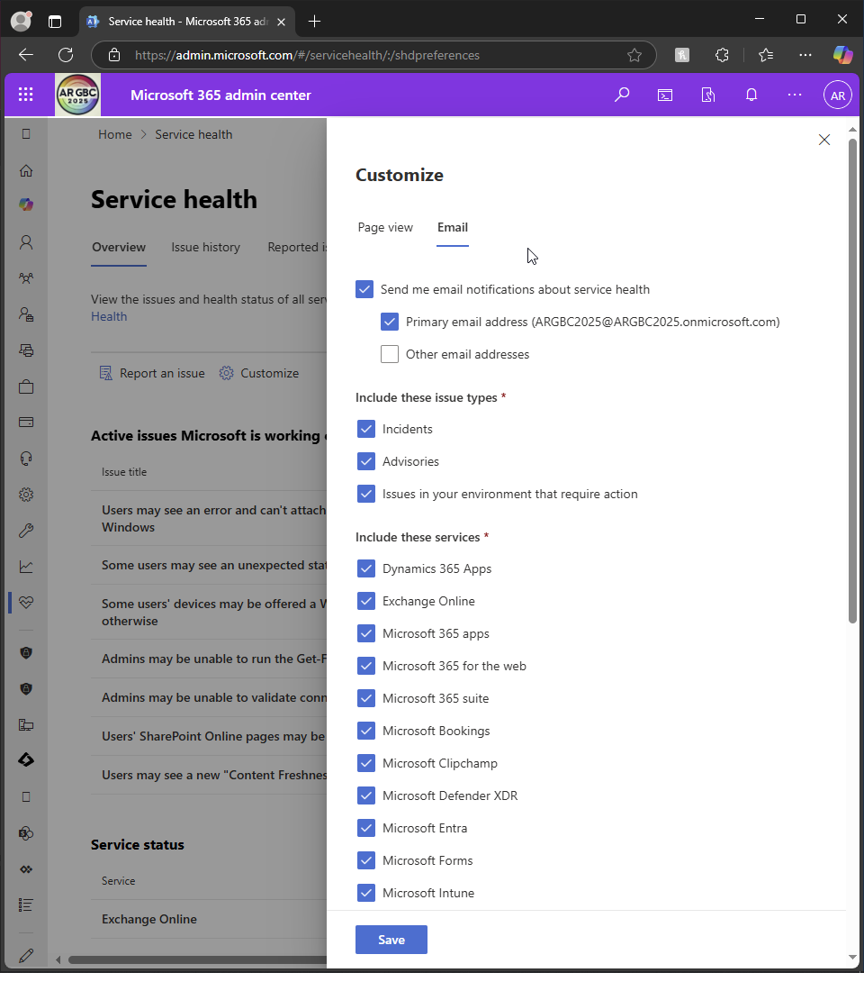 Service health - Microsoft 365 adm
https://admin.microsoft.com/#/servicehealth/:/shdpreferences
AR GBC
2025
Microsoft 365 admin center
AR
Home > Service health
Service health
Overview Issue history Reported is
View the issues and health status of all serv
Health
Report an issue Customize
Active issues Microsoft is working o
Issue title
Users may see an error and can't attach
Windows
Some users may see an unexpected stat
Some users' devices may be offered a W
otherwise
Admins may be unable to run the Get-F
Admins may be unable to validate conn
Users' SharePoint Online pages may be
Users may see a new "Content Freshnes
Service status
Service
Exchange Online
Customize
Page view Email
Send me email notifications about service health
Primary email address (ARGBC2025@ARGBC2025.onmicrosoft.com)
Other email addresses
Include these issue types *
Incidents
Advisories
Issues in your environment that require action
Include these services *
Dynamics 365 Apps
Exchange Online
Microsoft 365 apps
Microsoft 365 for the web
Microsoft 365 suite
Microsoft Bookings
Microsoft Clipchamp
Microsoft Defender XDR
Microsoft Entra
Microsoft Forms
Microsoft Intune
Save